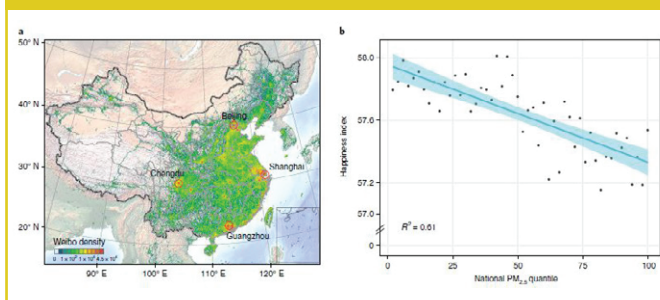 a
50° N
40° N
30° N
20° N
Beijing
Chengdu
Shanghai
Guangzhou
Weibo density
90° E
100° E
110° E
120° E
b
58.0
57.6
57.2
57.0
0
Happiness index
R² = 0.61
0
25
50
75
100
National PM2.5 quantile